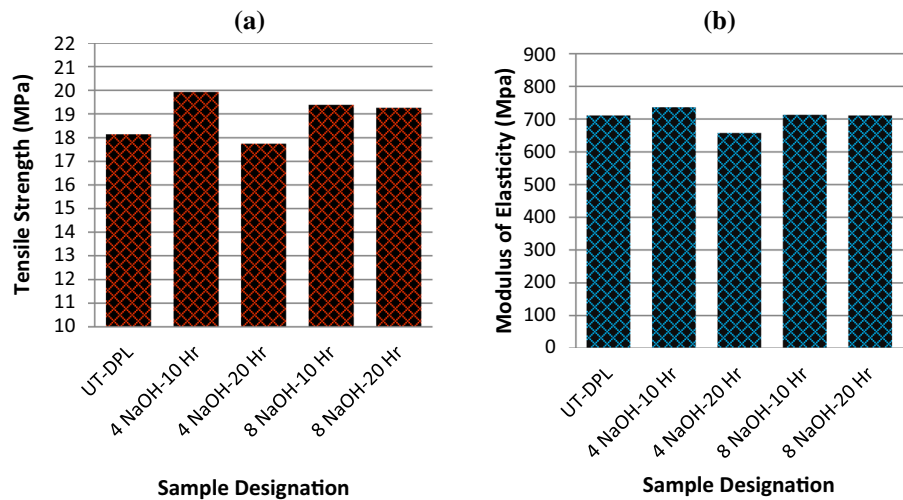 (a)
Tensile Strength (MPa)
22
21
20
19
18
17
16
15
14
13
12
11
10
UT-DPL
4 NaOH-10 Hr
4 NaOH-20 Hr
8 NaOH-10 Hr
8 NaOH-20 Hr
Sample Designation
(b)
Modulus of Elasticity (Mpa)
900
800
700
600
500
400
300
200
100
0
UT-DPL
4 NaOH-10 Hr
4 NaOH-20 Hr
8 NaOH-10 Hr
8 NaOH-20 Hr
Sample Designation